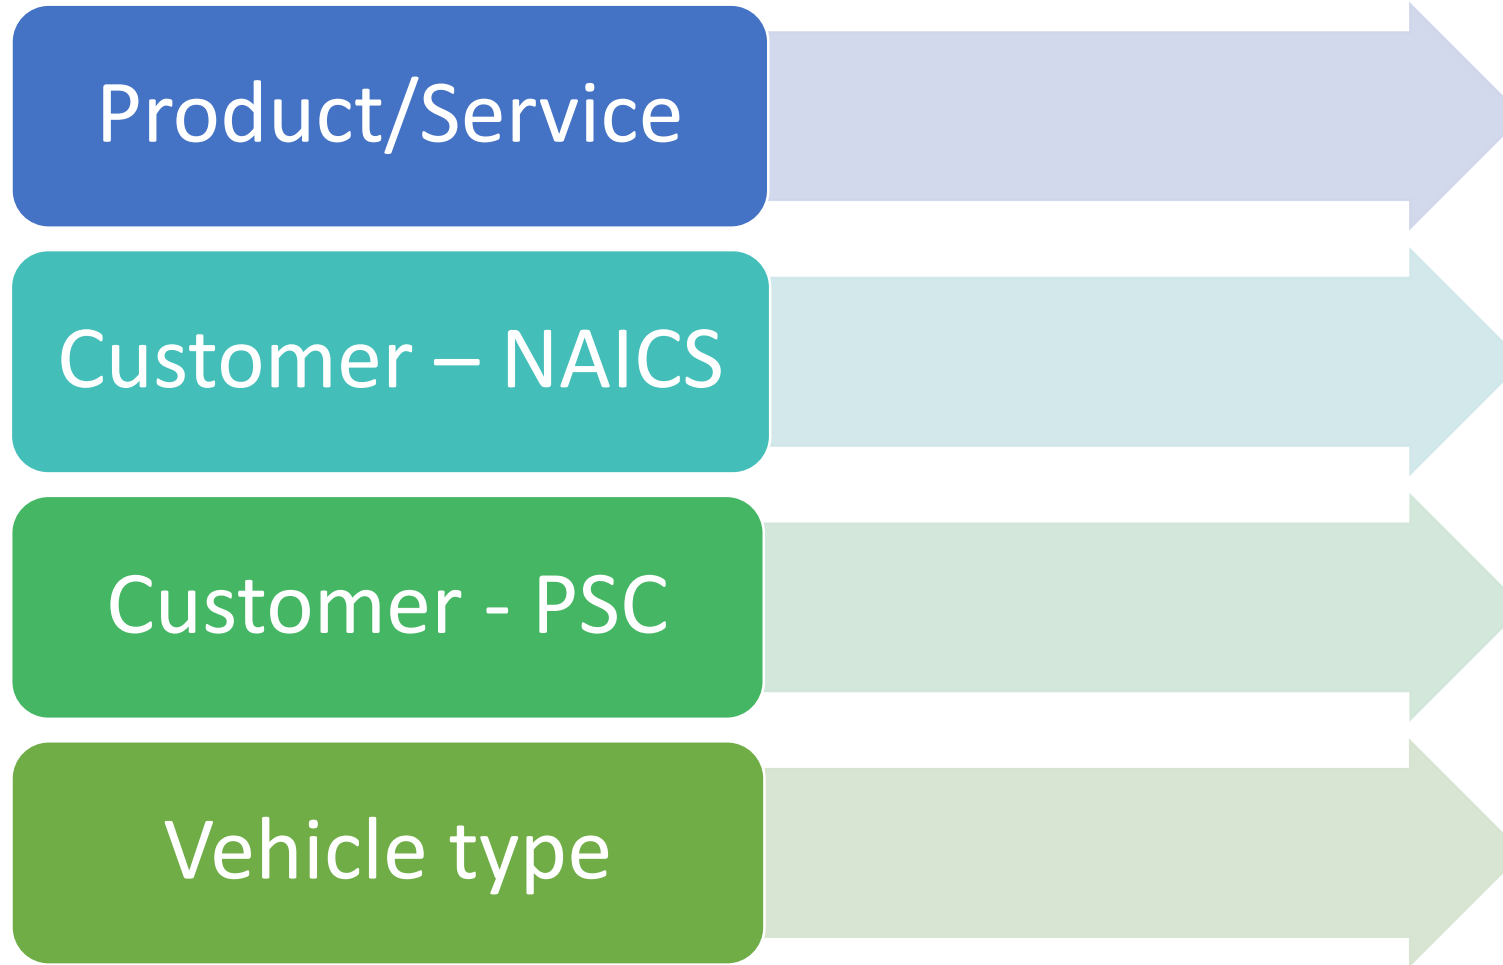 Product/Service
Customer – NAICS
Customer - PSC
Vehicle type